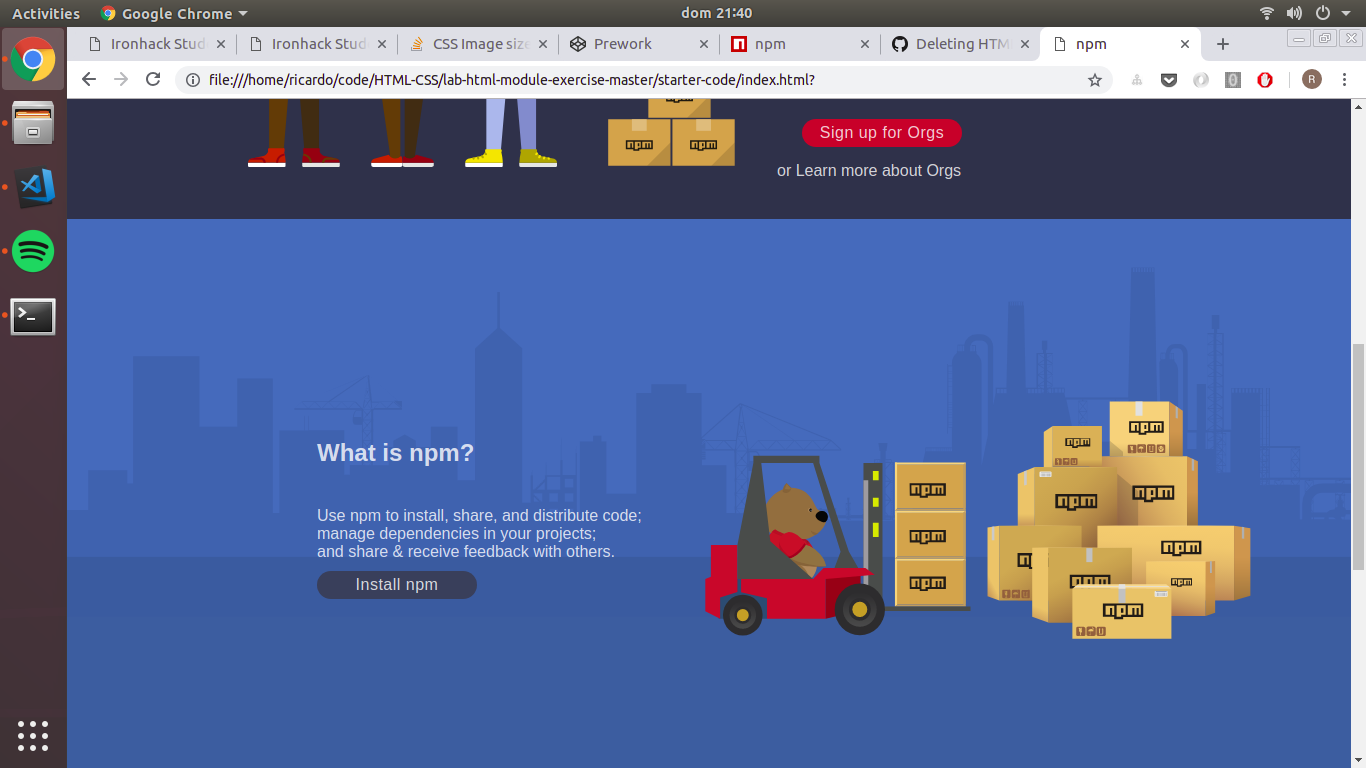 Activities
Google Chrome
dom 21:40
Ironhack Stud
Ironhack Stud
CSS Image size
Prework
npm
Deleting HTM
npm
file:///home/ricardo/code/HTML-CSS/lab-html-module-exercise-master/starter-code/index.html?
R
npm
npm
npm
Sign up for Orgs
or Learn more about Orgs
What is npm?
Use npm to install, share, and distribute code;
manage dependencies in your projects;
and share & receive feedback with others.
Install npm
npm
npm
npm
npm
npm
npm
npm
npm
npm
npm
npm
npm